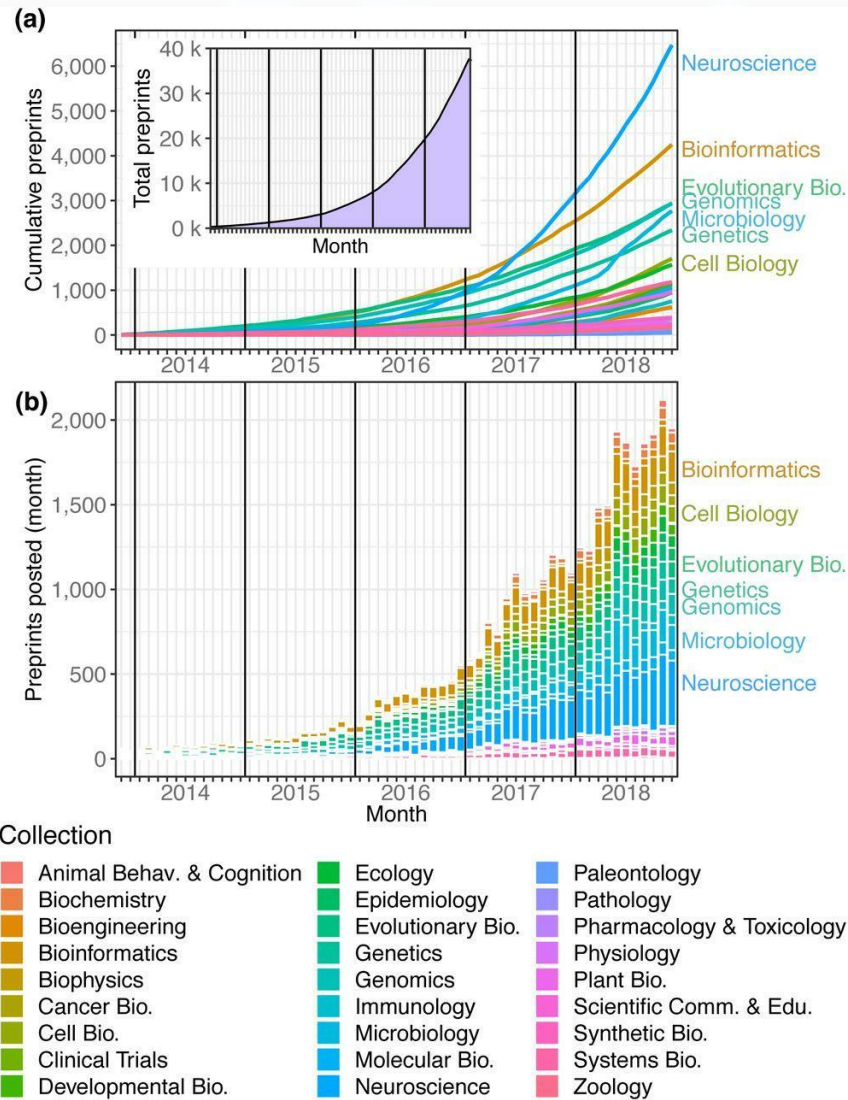 (a)
Cumulative preprints
6,000
5,000
4,000
3,000
2,000
1,000
0
Total preprints
40 k
30 k
20 k
10 k
0 k
Month
Neuroscience
Bioinformatics
Evolutionary Bio.
Genomics
Microbiology
Genetics
Cell Biology
2014 2015 2016 2017 2018
(b)
Preprints posted (month)
2,000
1,500
1,000
500
0
Bioinformatics
Cell Biology
Evolutionary Bio.
Genetics
Genomics
Microbiology
Neuroscience
2014 2015 2016 2017 2018
Month
Collection
Animal Behav. & Cognition
Biochemistry
Bioengineering
Bioinformatics
Biophysics
Cancer Bio.
Cell Bio.
Clinical Trials
Developmental Bio.
Ecology
Epidemiology
Evolutionary Bio.
Genetics
Genomics
Immunology
Microbiology
Molecular Bio.
Neuroscience
Paleontology
Pathology
Pharmacology & Toxicology
Physiology
Plant Bio.
Scientific Comm. & Edu.
Synthetic Bio.
Systems Bio.
Zoology